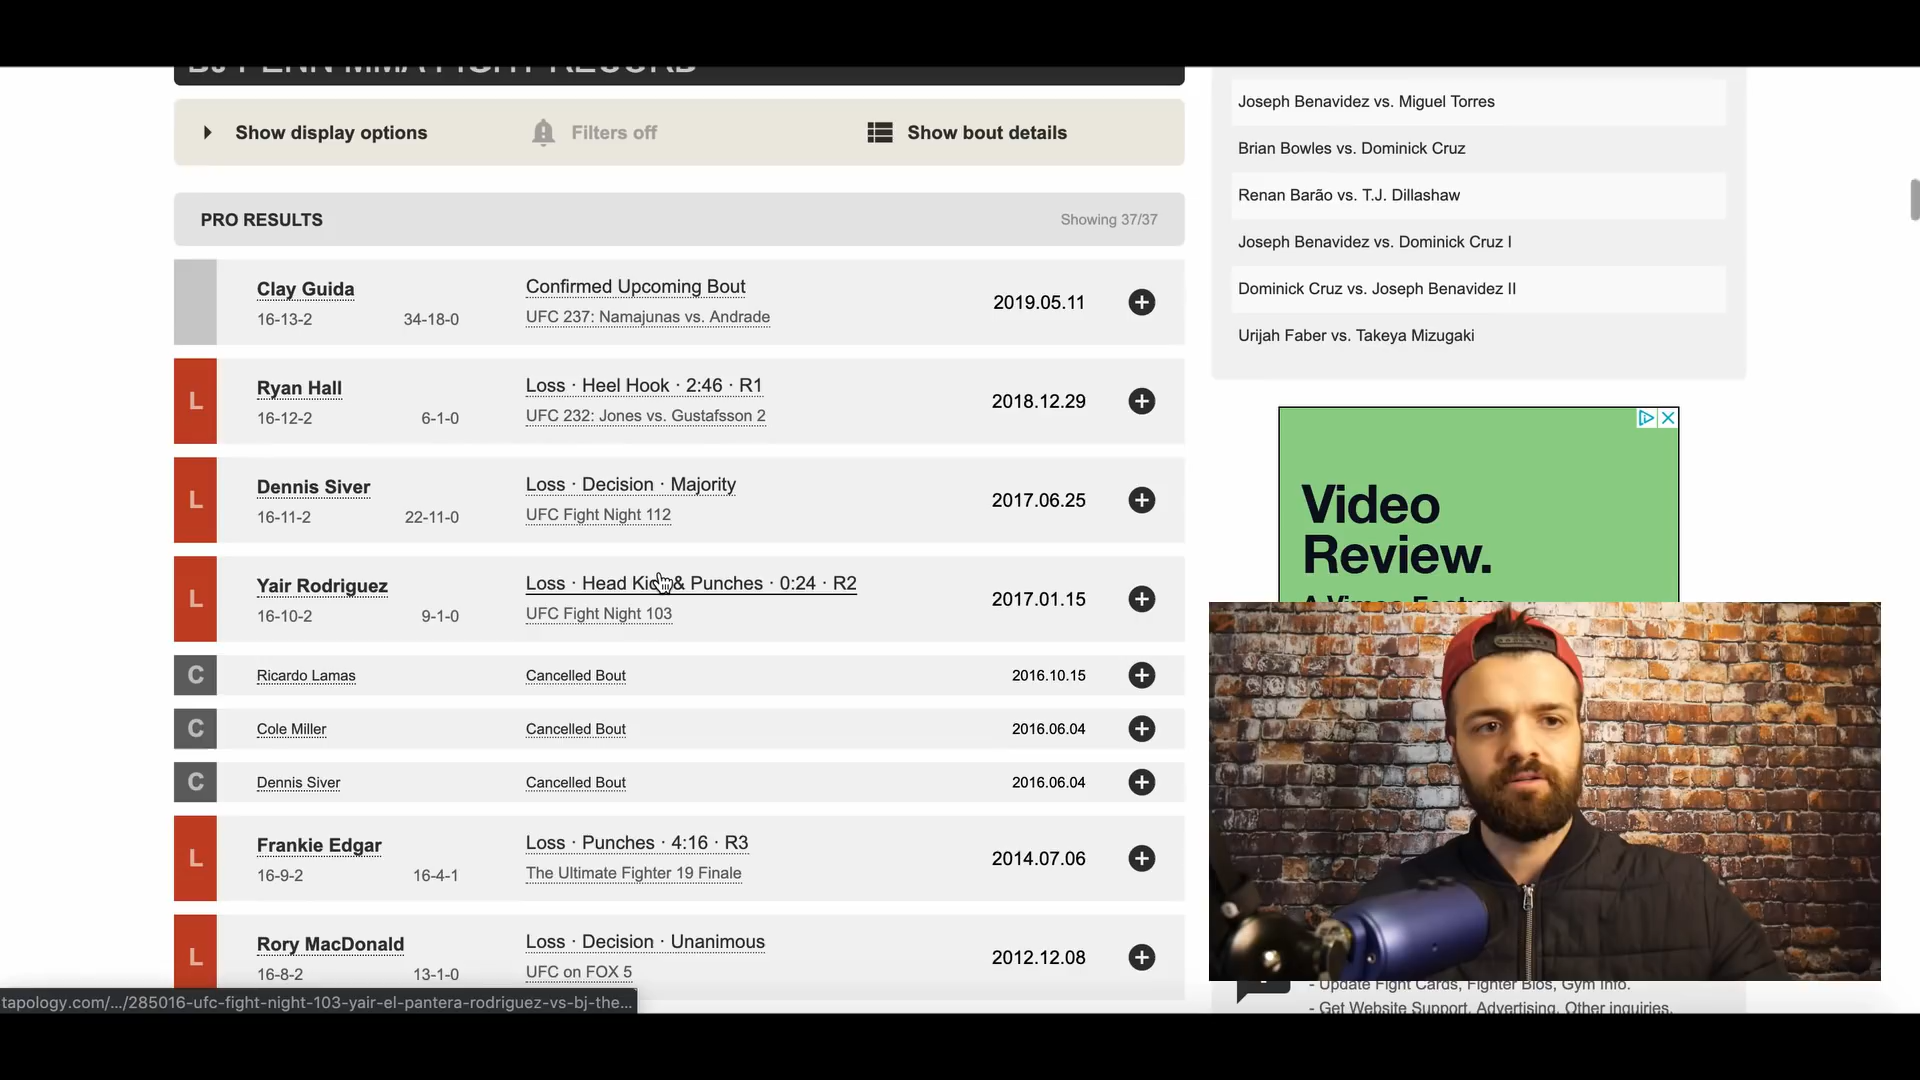 BJ PENN MMA FIGHT RECORD
Show display options
Filters off
Show bout details
PRO RESULTS
Showing 37/37
Clay Guida
16-13-2 34-18-0
Confirmed Upcoming Bout
UFC 237: Namajunas vs. Andrade
2019.05.11
L
Ryan Hall
16-12-2 6-1-0
Loss · Heel Hook · 2:46 · R1
UFC 232: Jones vs. Gustafsson 2
2018.12.29
L
Dennis Siver
16-11-2 22-11-0
Loss · Decision · Majority
UFC Fight Night 112
2017.06.25
L
Yair Rodriguez
16-10-2 9-1-0
Loss · Head Kick & Punches · 0:24 · R2
UFC Fight Night 103
2017.01.15
C
Ricardo Lamas
Cancelled Bout
2016.10.15
C
Cole Miller
Cancelled Bout
2016.06.04
C
Dennis Siver
Cancelled Bout
2016.06.04
L
Frankie Edgar
16-9-2 16-4-1
Loss · Punches · 4:16 · R3
The Ultimate Fighter 19 Finale
2014.07.06
L
Rory MacDonald
16-8-2 13-1-0
Loss · Decision · Unanimous
UFC on FOX 5
2012.12.08
tapology.com/.../285016-ufc-fight-night-103-yair-el-pantera-rodriguez-vs-bj-the...
Joseph Benavidez vs. Miguel Torres
Brian Bowles vs. Dominick Cruz
Renan Barão vs. T.J. Dillashaw
Joseph Benavidez vs. Dominick Cruz I
Dominick Cruz vs. Joseph Benavidez II
Urijah Faber vs. Takeya Mizugaki
Video
Review.
A Vimeo Feature
- Update Fight Cards, Fighter Bios, Gym Info.
- Get Website Support, Advertising, Other inquiries.